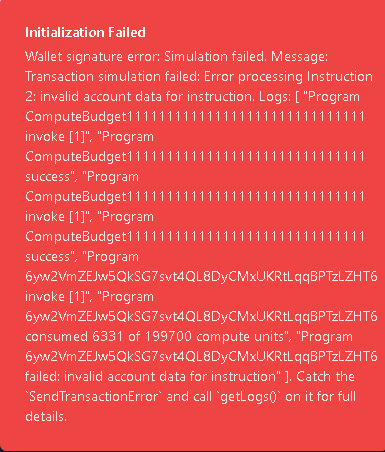 Initialization Failed
Wallet signature error: Simulation failed. Message:
Transaction simulation failed: Error processing Instruction
2: invalid account data for instruction. Logs: [ "Program
ComputeBudget111111111111111111111111111111
invoke [1]", "Program
ComputeBudget111111111111111111111111111111
success", "Program
ComputeBudget111111111111111111111111111111
invoke [1]", "Program
ComputeBudget111111111111111111111111111111
success", "Program
6yw2VmZEJw5QkSG7svt4QL8DyCMxUKRtLqqBPTzLZHT6
invoke [1]", "Program
6yw2VmZEJw5QkSG7svt4QL8DyCMxUKRtLqqBPTzLZHT6
consumed 6331 of 199700 compute units", "Program
6yw2VmZEJw5QkSG7svt4QL8DyCMxUKRtLqqBPTzLZHT6
failed: invalid account data for instruction" ]. Catch the
`SendTransactionError` and call `getLogs()` on it for full
details.